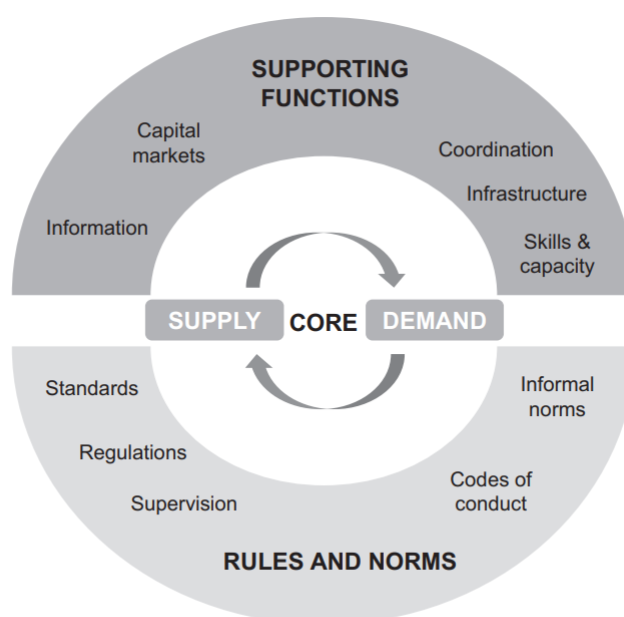 SUPPORTING
FUNCTIONS
Capital
markets
Coordination
Infrastructure
Information
Skills &
capacity
SUPPLY CORE DEMAND
Standards
Informal
norms
Regulations
Codes of
conduct
Supervision
RULES AND NORMS